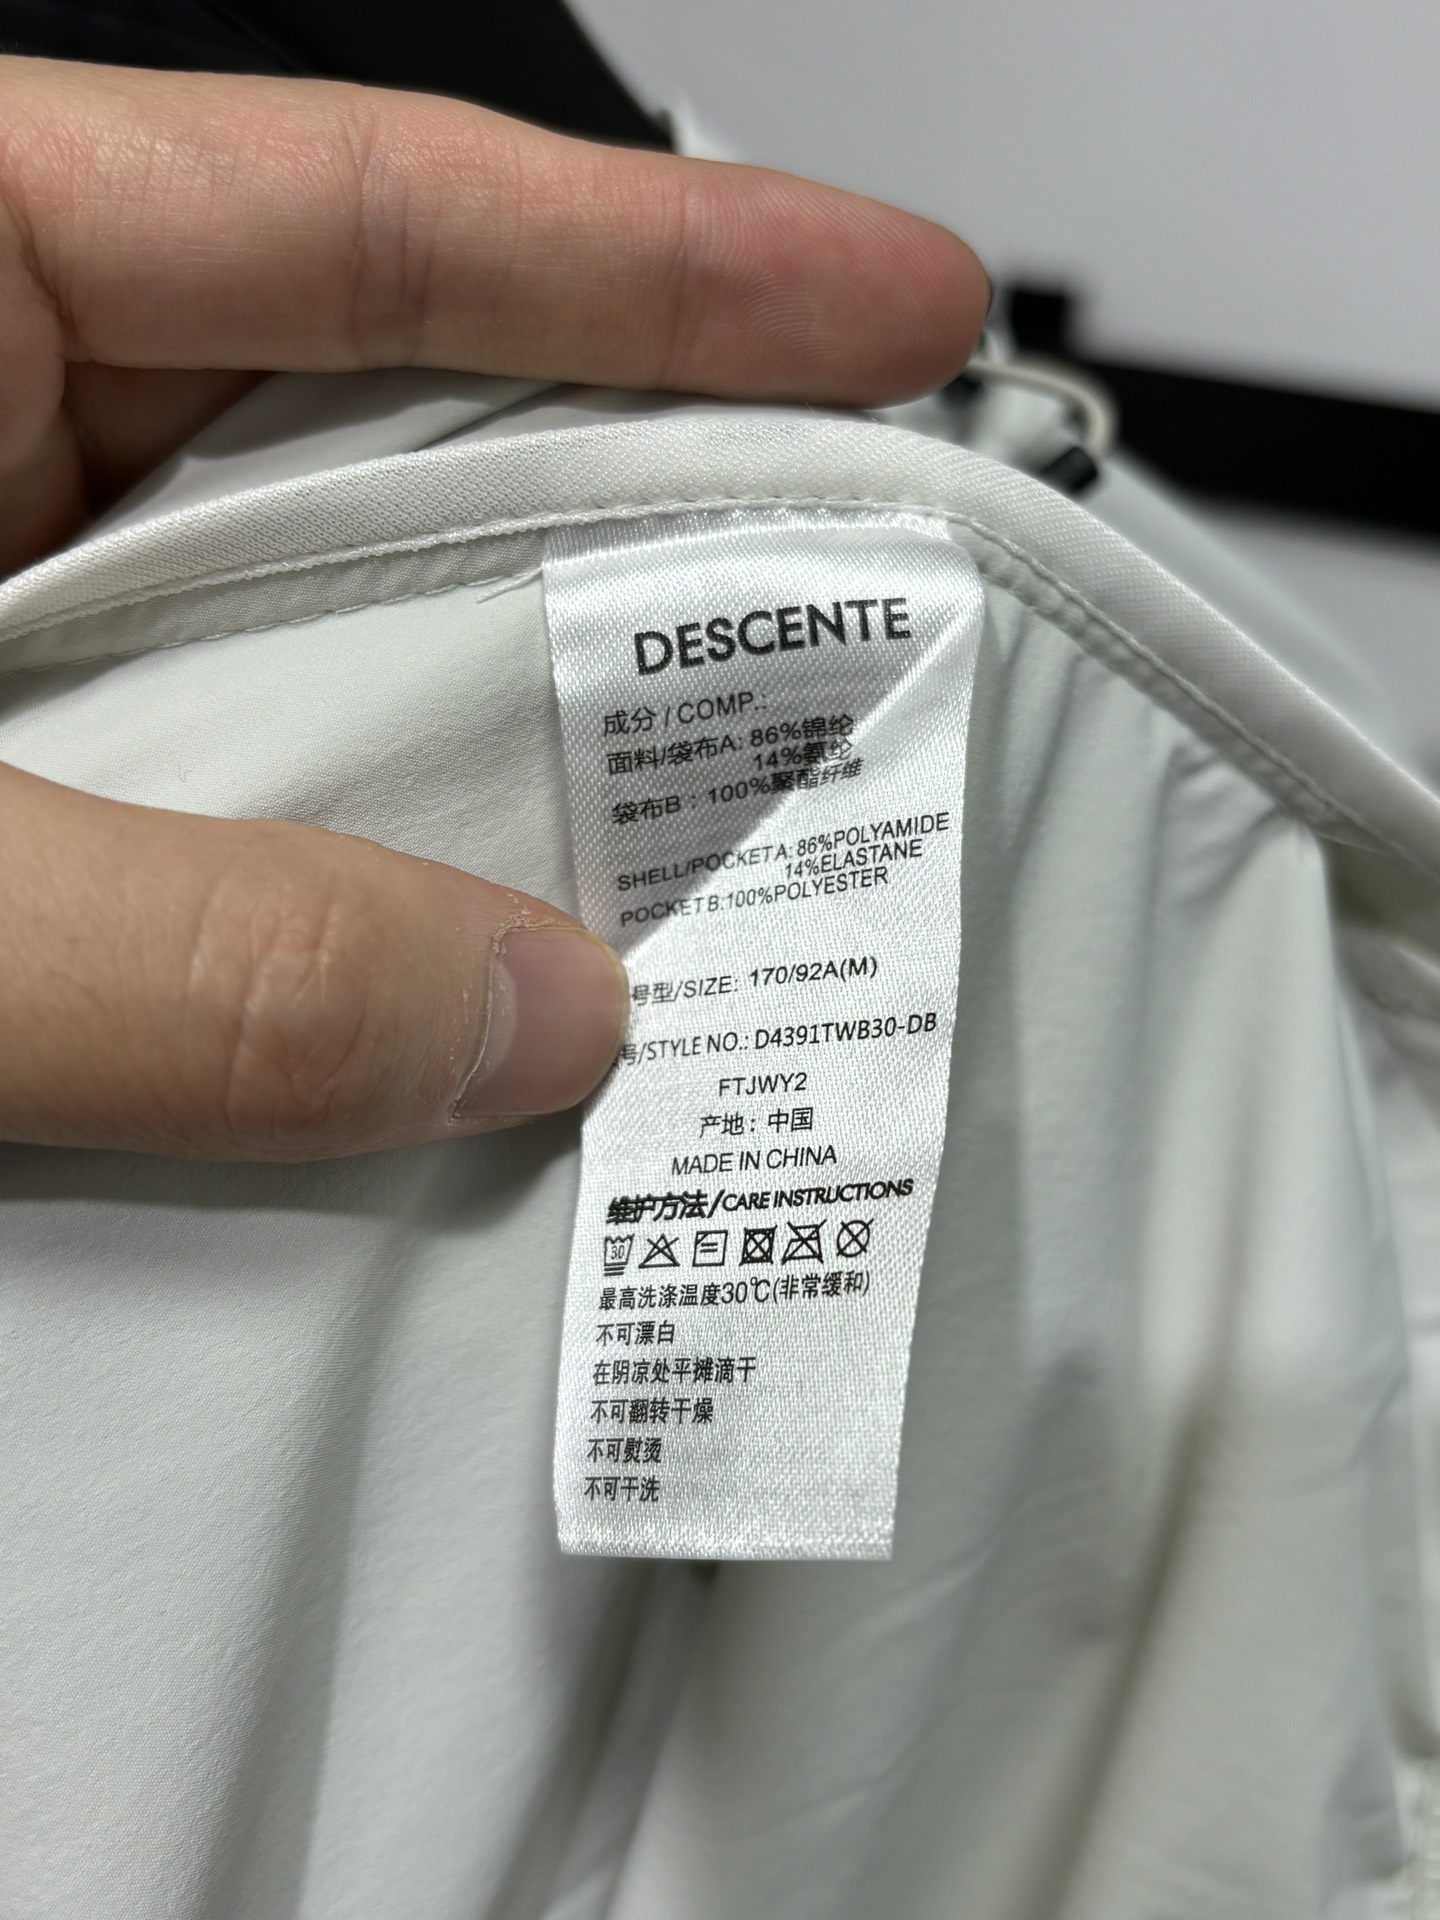 DESCENTE
成分/COMP.:
面料/袋布A: 86%锦纶
14%氨纶
袋布B：100%聚酯纤维
SHELL/POCKET A: 86%POLYAMIDE
14%ELASTANE
POCKET B:100%POLYESTER
号型/SIZE: 170/92A(M)
号/STYLE NO.: D4391TWB30-DB
FTJWY2
产地：中国
MADE IN CHINA
维护方法/CARE INSTRUCTIONS
30
最高洗涤温度30℃(非常缓和)
不可漂白
在阴凉处平摊滴干
不可翻转干燥
不可熨烫
不可干洗